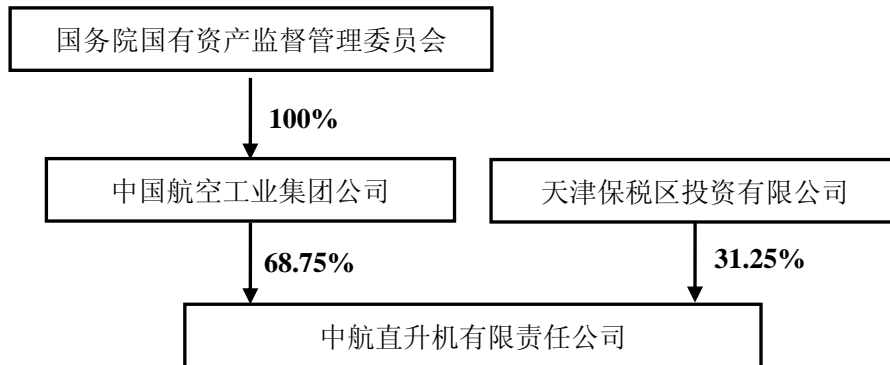 国务院国有资产监督管理委员会
100%
中国航空工业集团公司
天津保税区投资有限公司
68.75%
31.25%
中航直升机有限责任公司